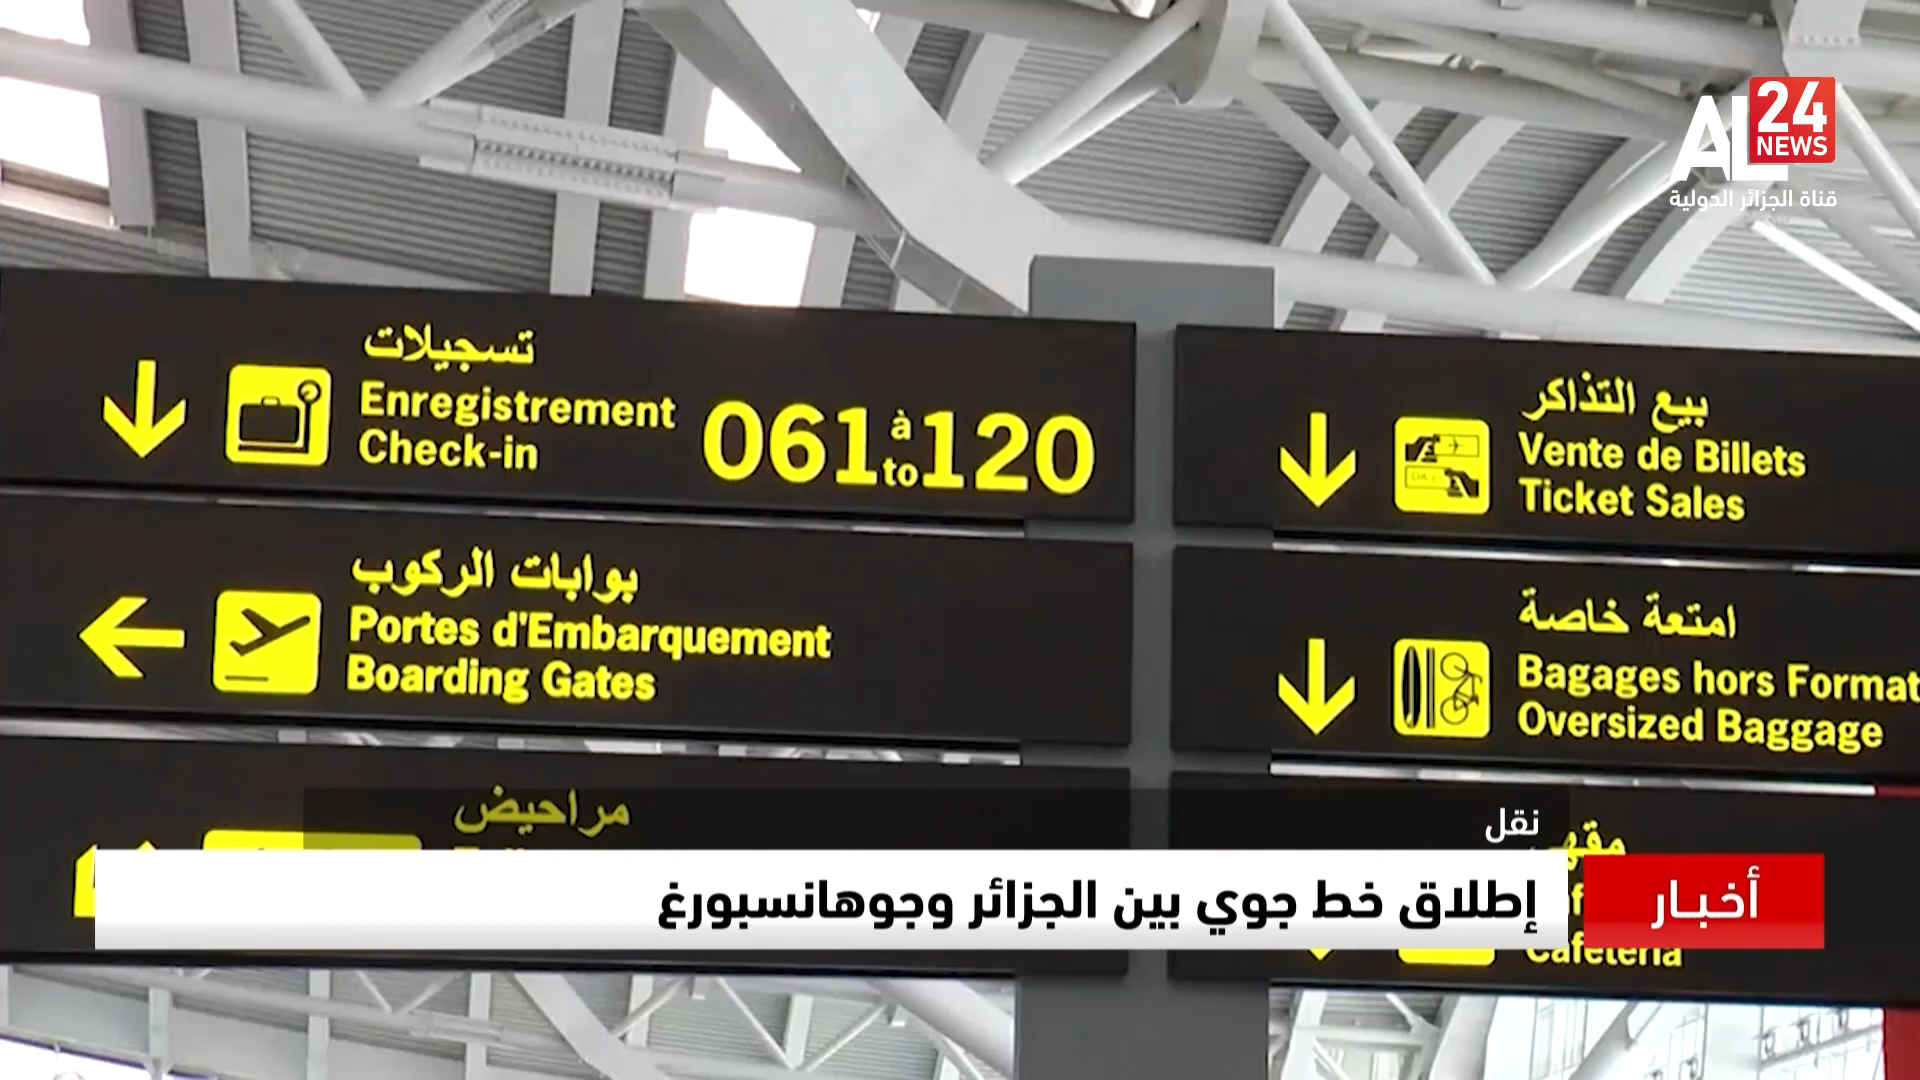 AL
24
NEWS
قناة الجزائر الدولية
تسجيلات
Enregistrement
Check-in
061 à to 120
بوابات الركوب
Portes d'Embarquement
Boarding Gates
مراحيض
بيع التذاكر
Vente de Billets
Ticket Sales
امتعة خاصة
Bagages hors Format
Oversized Baggage
مقهى
Cafeteria
نقل
أخبار
إطلاق خط جوي بين الجزائر وجوهانسبورغ